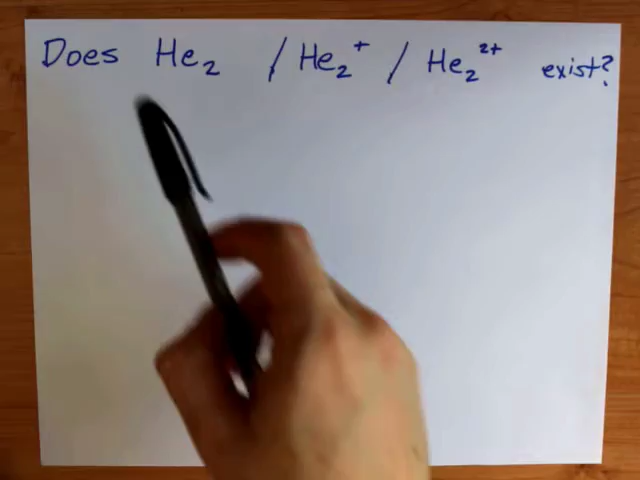 Does He₂ / He₂⁺ / He₂²⁺ exist?